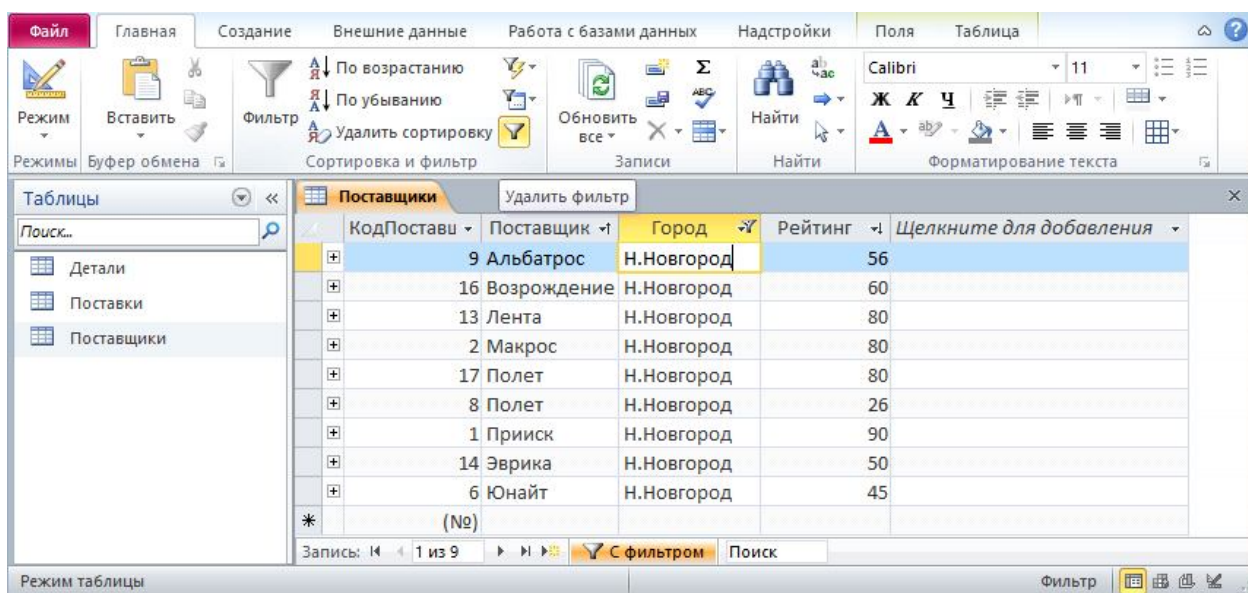 Файл Главная Создание Внешние данные Работа с базами данных Надстройки Поля Таблица
По возрастанию Σ Calibri 11
По убыванию
Режим Вставить Фильтр Обновить все Найти Ж К Ч
Удалить сортировку
Режимы Буфер обмена Сортировка и фильтр Записи Найти Форматирование текста
Таблицы « Поставщики Удалить фильтр
Поиск... КодПоставщ Поставщик Город Рейтинг Щелкните для добавления
9 Альбатрос Н.Новгород 56
Детали
16 Возрождение Н.Новгород 60
Поставки
13 Лента Н.Новгород 80
Поставщики
2 Макрос Н.Новгород 80
17 Полет Н.Новгород 80
8 Полет Н.Новгород 26
1 Прииск Н.Новгород 90
14 Эврика Н.Новгород 50
6 Юнайт Н.Новгород 45
(№)
Запись: 1 из 9 С фильтром Поиск
Режим таблицы Фильтр